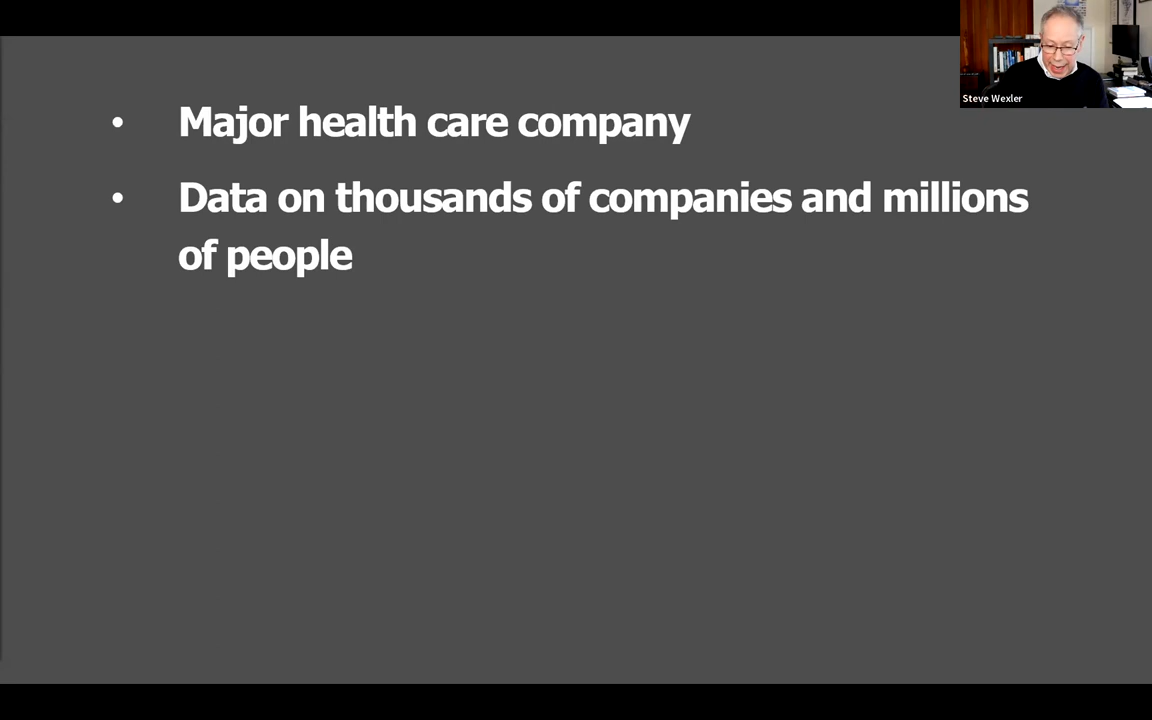 Steve Wexler
• Major health care company
• Data on thousands of companies and millions
of people